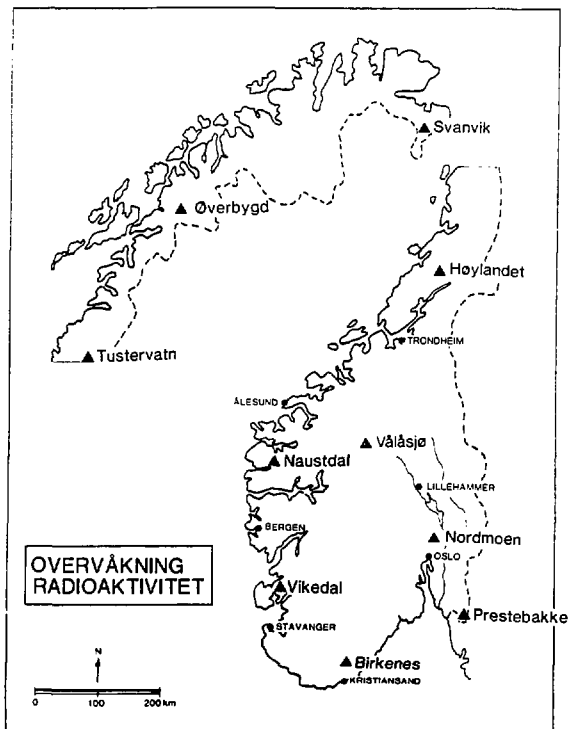 Svanvik
Øverbygd
Høylandet
TRONDHEIM
Tustervatn
ÅLESUND
Vålåsjø
Naustdal
LILLEHAMMER
BERGEN
Nordmoen
OSLO
OVERVÅKNING
RADIOAKTIVITET
Vikedal
Prestebakke
STAVANGER
Birkenes
KRISTIANSAND
N
0 100 200 km